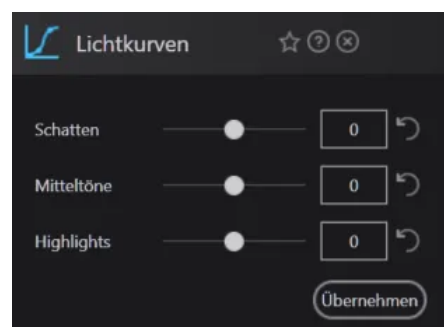 Lichtkurven
Schatten 0
Mitteltöne 0
Highlights 0
Übernehmen